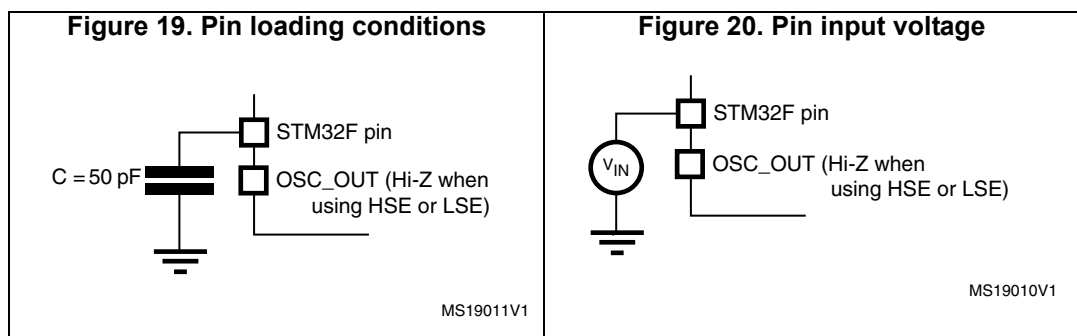 Figure 19. Pin loading conditions
STM32F pin
C = 50 pF
OSC_OUT (Hi-Z when
using HSE or LSE)
MS19011V1
Figure 20. Pin input voltage
STM32F pin
VIN
OSC_OUT (Hi-Z when
using HSE or LSE)
MS19010V1